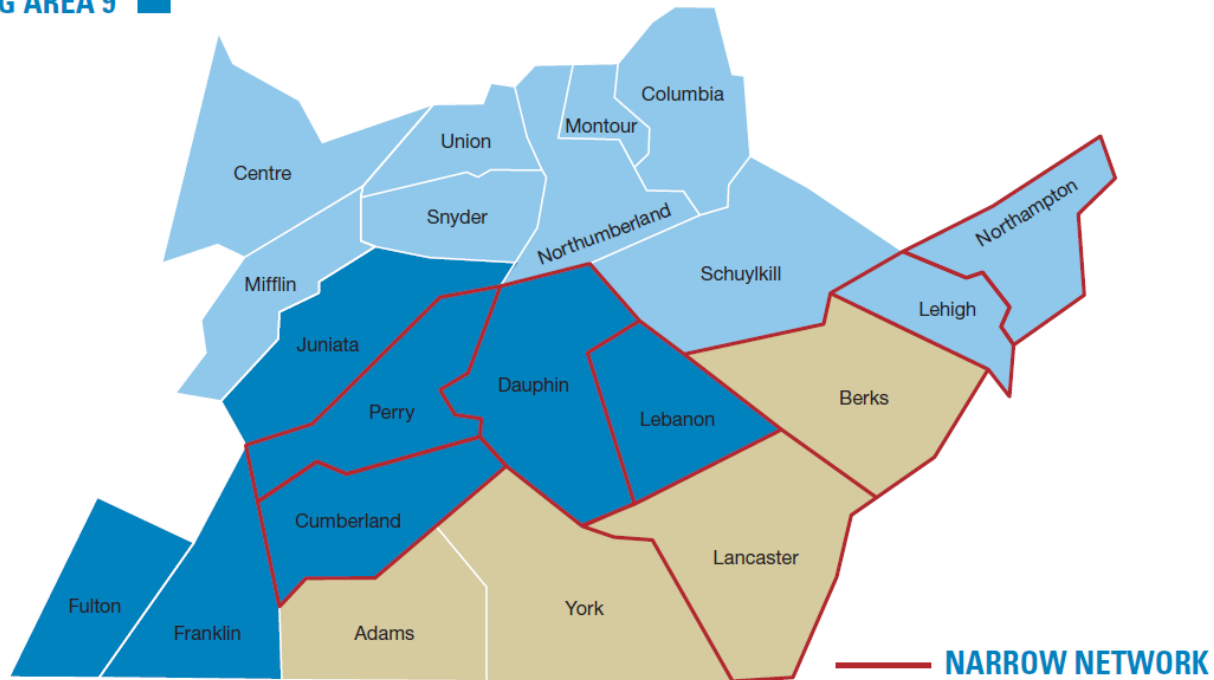 G AREA 9
Columbia
Montour
Union
Centre
Northampton
Snyder
Northumberland
Schuylkill
Mifflin
Lehigh
Juniata
Dauphin
Berks
Perry
Lebanon
Cumberland
Lancaster
Fulton
York
Franklin
Adams
NARROW NETWORK